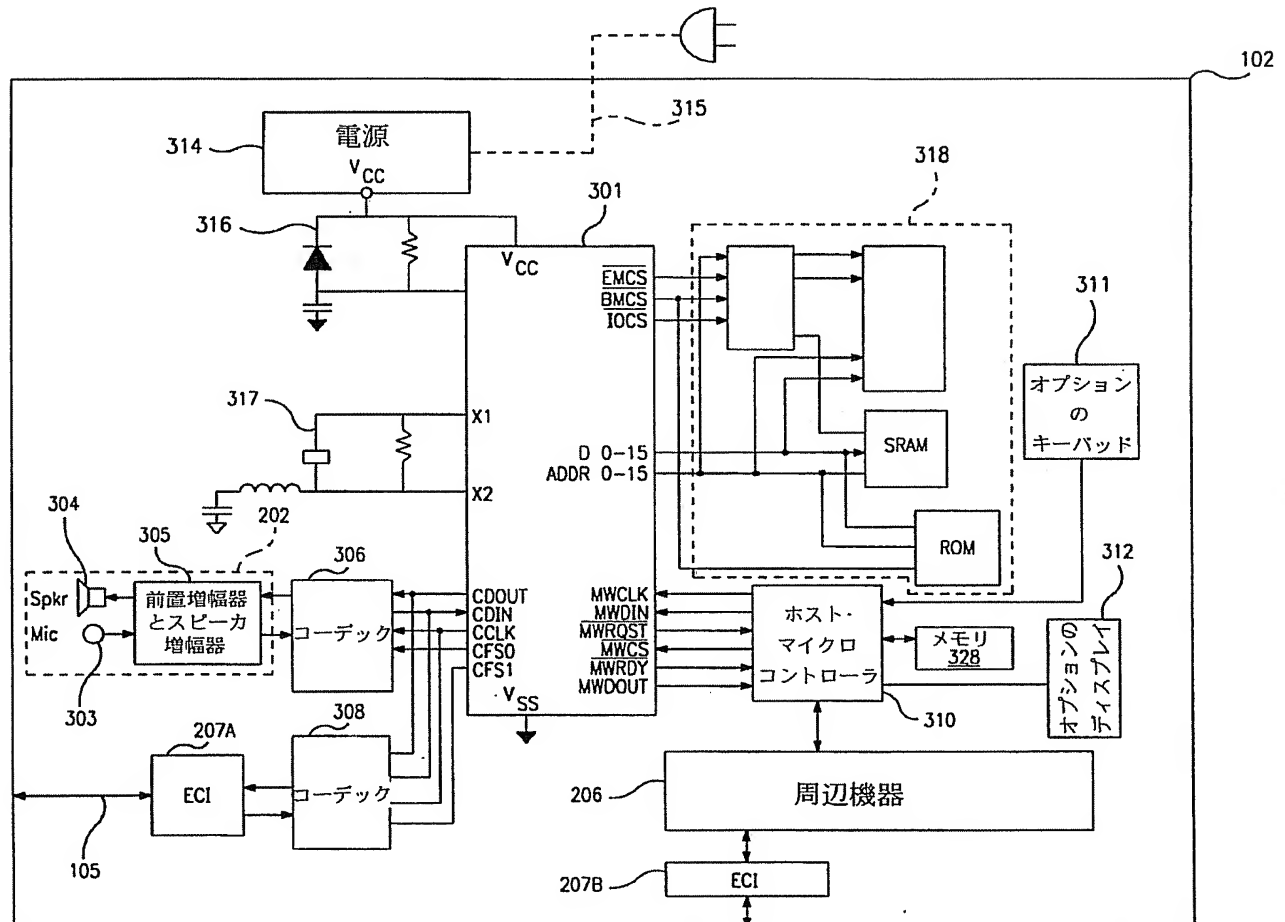 102
315
電源
VCC
314
318
301
316
VCC
EMCS
BMCS
IOCS
311
オプション
の
キーパッド
317
X1
SRAM
D 0-15
ADDR 0-15
X2
304
202
305
306
ROM
312
Spkr
前置増幅器
とスピーカ
増幅器
コーデック
CDOUT
CDIN
CCLK
CFS0
CFS1
MWCLK
MWDIN
MWRQST
MWCS
MWRDY
MWDOUT
ホスト・
マイクロ
コントローラ
メモリ
328
オプションの
ディスプレイ
Mic
303
VSS
310
207A
308
ECI
コーデック
206
周辺機器
105
207B
ECI